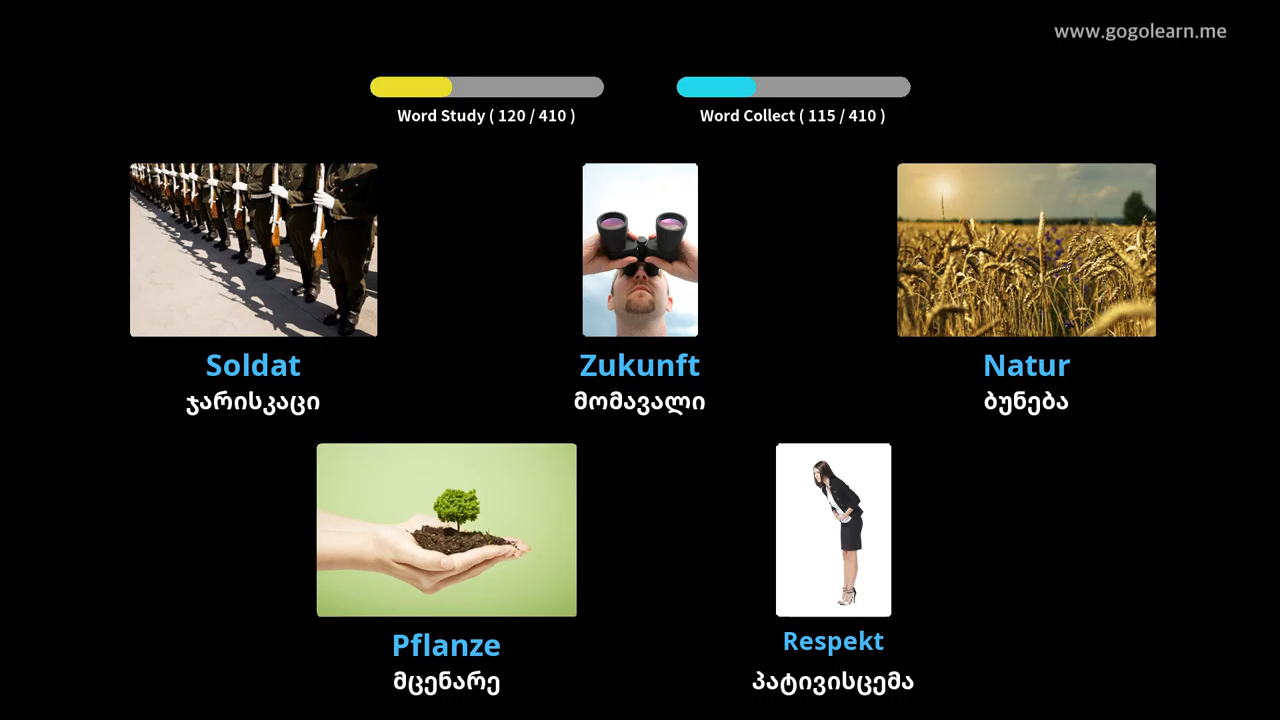 www.gogolearn.me
Word Study ( 120 / 410 )
Word Collect ( 115 / 410 )
Soldat
ჯარისკაცი
Zukunft
მომავალი
Natur
ბუნება
Pflanze
მცენარე
Respekt
პატივისცემა